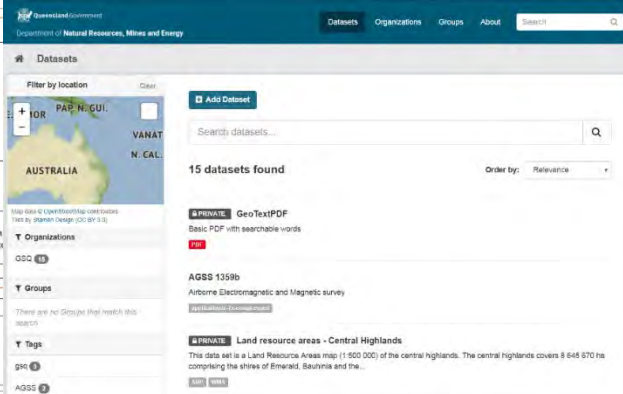 Queensland Government
Department of Natural Resources, Mines and Energy
Datasets Organizations Groups About Search
Datasets
Filter by location Clear
+
−
PAP. N. GUI.
VANAT
N. CAL.
AUSTRALIA
Map data © OpenStreetMap contributors
Tiles by Stamen Design (CC BY 3.0)
Organizations
GSQ 15
Groups
There are no Groups that match this
search
Tags
gsq 3
AGSS 2
Add Dataset
Search datasets...
15 datasets found
Order by: Relevance
PRIVATE GeoTextPDF
Basic PDF with searchable words
PDF
AGSS 1359b
Airborne Electromagnetic and Magnetic survey
PRIVATE Land resource areas - Central Highlands
This data set is a Land Resource Areas map (1:500 000) of the central highlands. The central highlands covers 8 645 670 ha
comprising the shires of Emerald, Bauhinia and the...
WMA